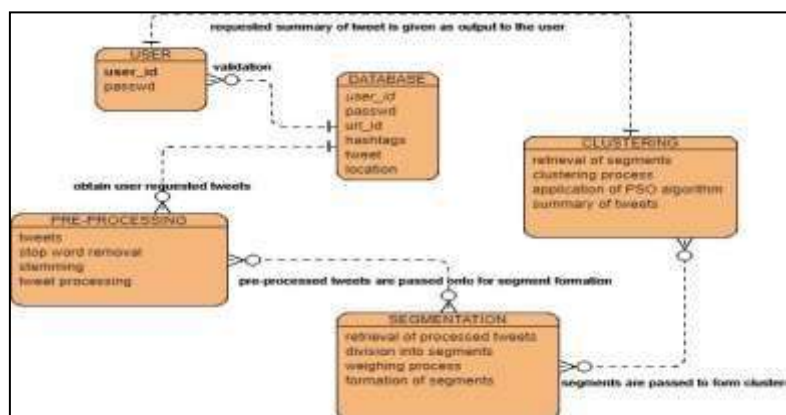 requested summary of tweet is given as output to the user
USER
user_id
passwd
validation
DATABASE
user_id
passwd
url_id
hashtags
tweet
location
CLUSTERING
retrieval of segments
clustering process
application of PSO algorithm
summary of tweets
obtain user requested tweets
PRE-PROCESSING
tweets
stop word removal
stemming
tweet processing
pre-processed tweets are passed onto for segment formation
SEGMENTATION
retrieval of processed tweets
division into segments
weighing process
formation of segments
segments are passed to form cluster